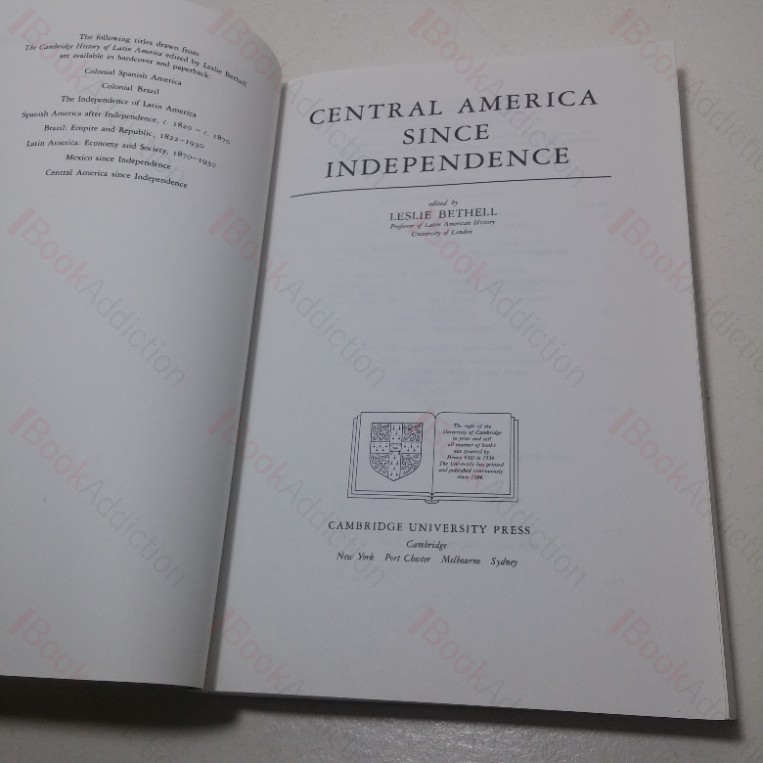 The following titles drawn from
The Cambridge History of Latin America edited by Leslie Bethell
are available in hardcover and paperback:
Colonial Spanish America
Colonial Brazil
The Independence of Latin America
Spanish America after Independence, c. 1820 – c. 1870
Brazil: Empire and Republic, 1822–1930
Latin America: Economy and Society, 1870–1930
Mexico since Independence
Central America since Independence
CENTRAL AMERICA
SINCE
INDEPENDENCE
edited by
LESLIE BETHELL
Professor of Latin American History
University of London
The right of the
University of Cambridge
to print and sell
all manner of books
was granted by
Henry VIII in 1534.
The University has printed
and published continuously
since 1584.
CAMBRIDGE UNIVERSITY PRESS
Cambridge
New York Port Chester Melbourne Sydney
BookAddiction